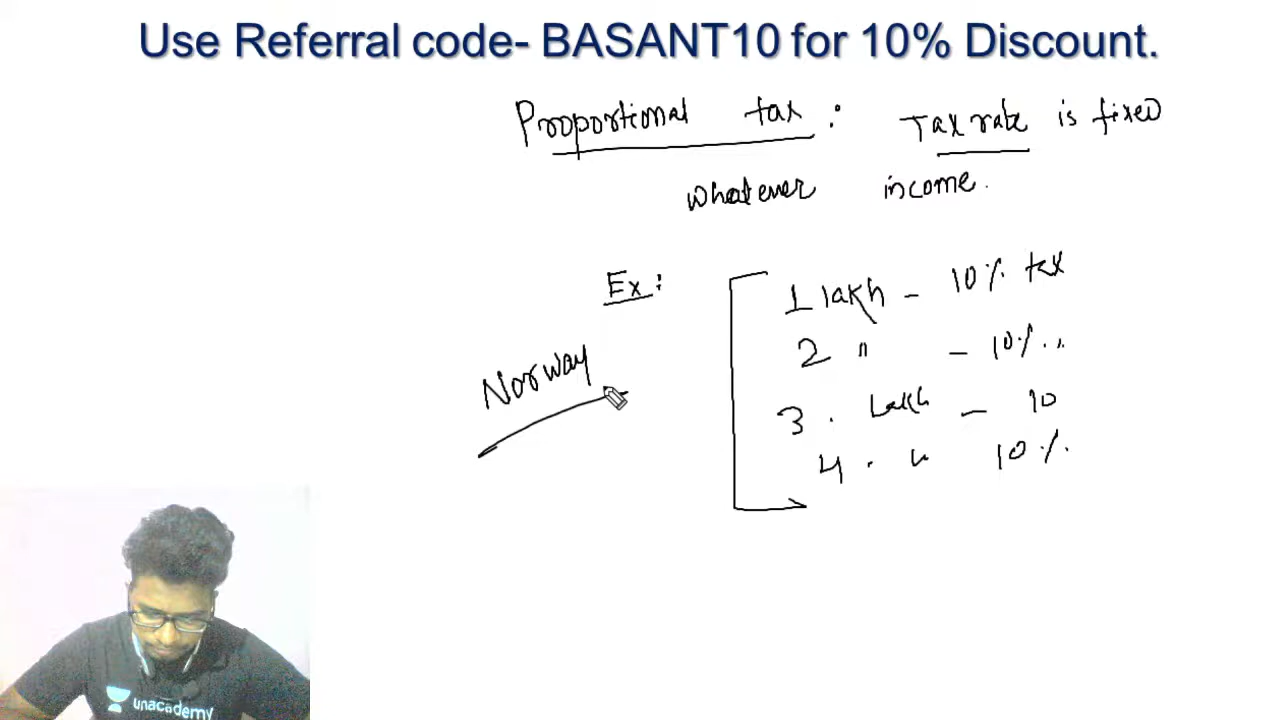 Use Referral code- BASANT10 for 10% Discount.
Proportional tax : Tax rate is fixed
whatever income.
Ex :
1 lakh - 10% tax
2 " - 10% "
Norway
3 . Lakh - 10
4 . " 10%
unacademy